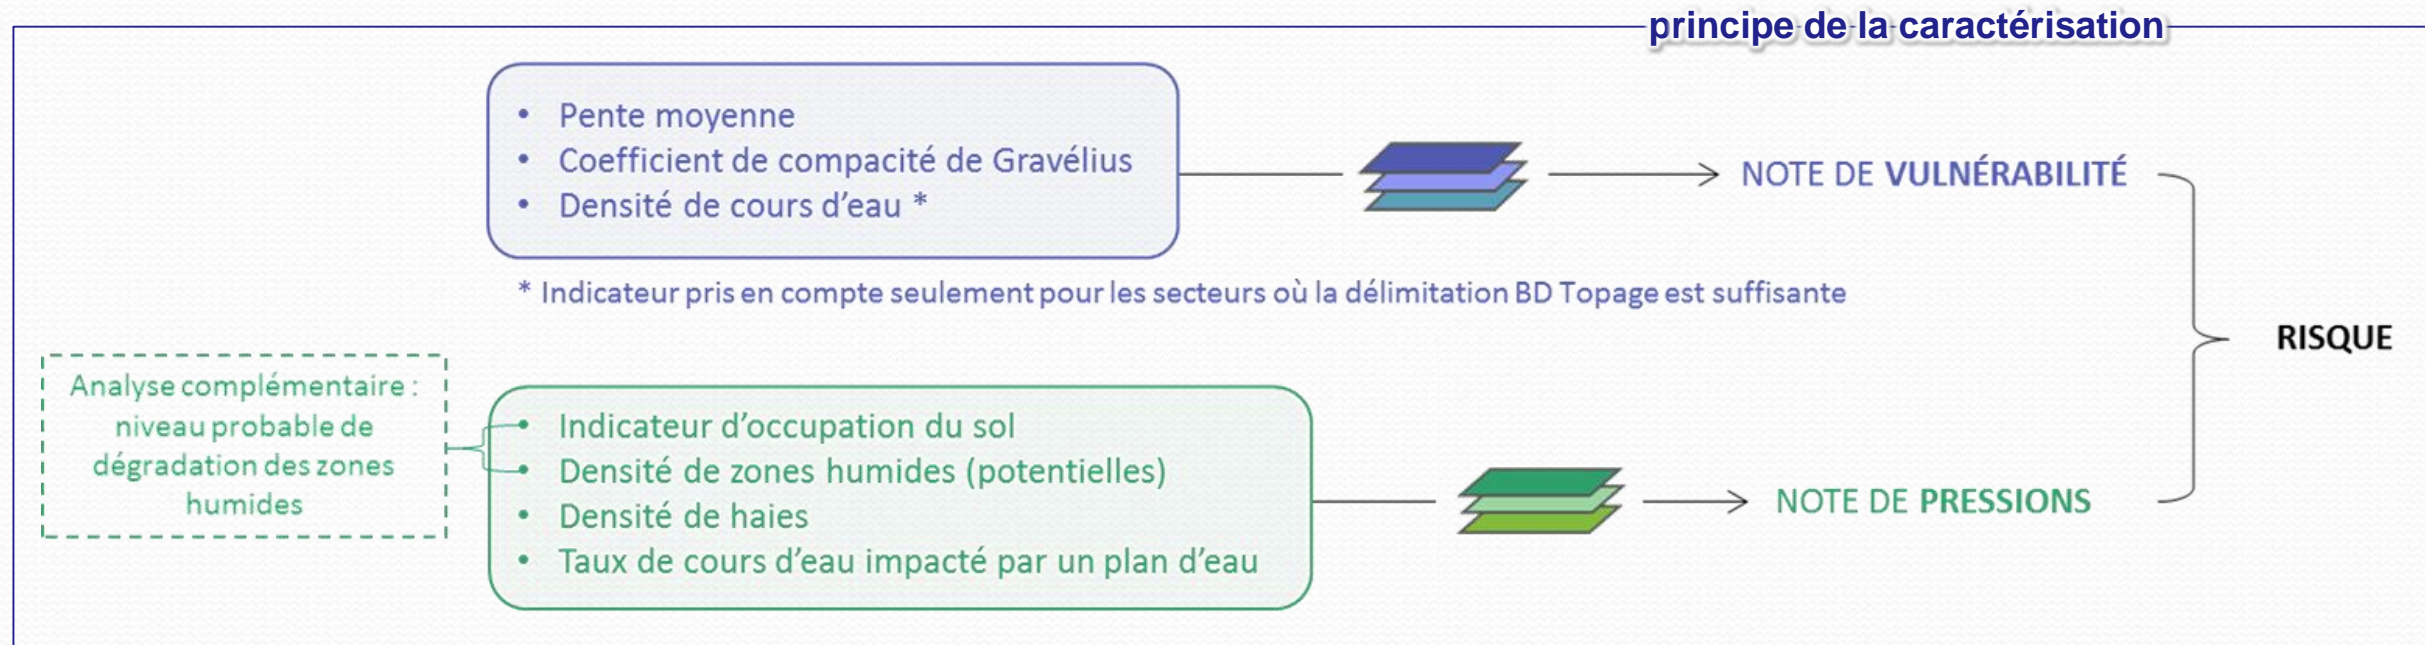 principe de la caractérisation
• Pente moyenne
• Coefficient de compacité de Gravélius
• Densité de cours d'eau *
NOTE DE VULNÉRABILITÉ
* Indicateur pris en compte seulement pour les secteurs où la délimitation BD Topage est suffisante
RISQUE
Analyse complémentaire :
niveau probable de
dégradation des zones
humides
• Indicateur d'occupation du sol
• Densité de zones humides (potentielles)
• Densité de haies
• Taux de cours d'eau impacté par un plan d'eau
NOTE DE PRESSIONS